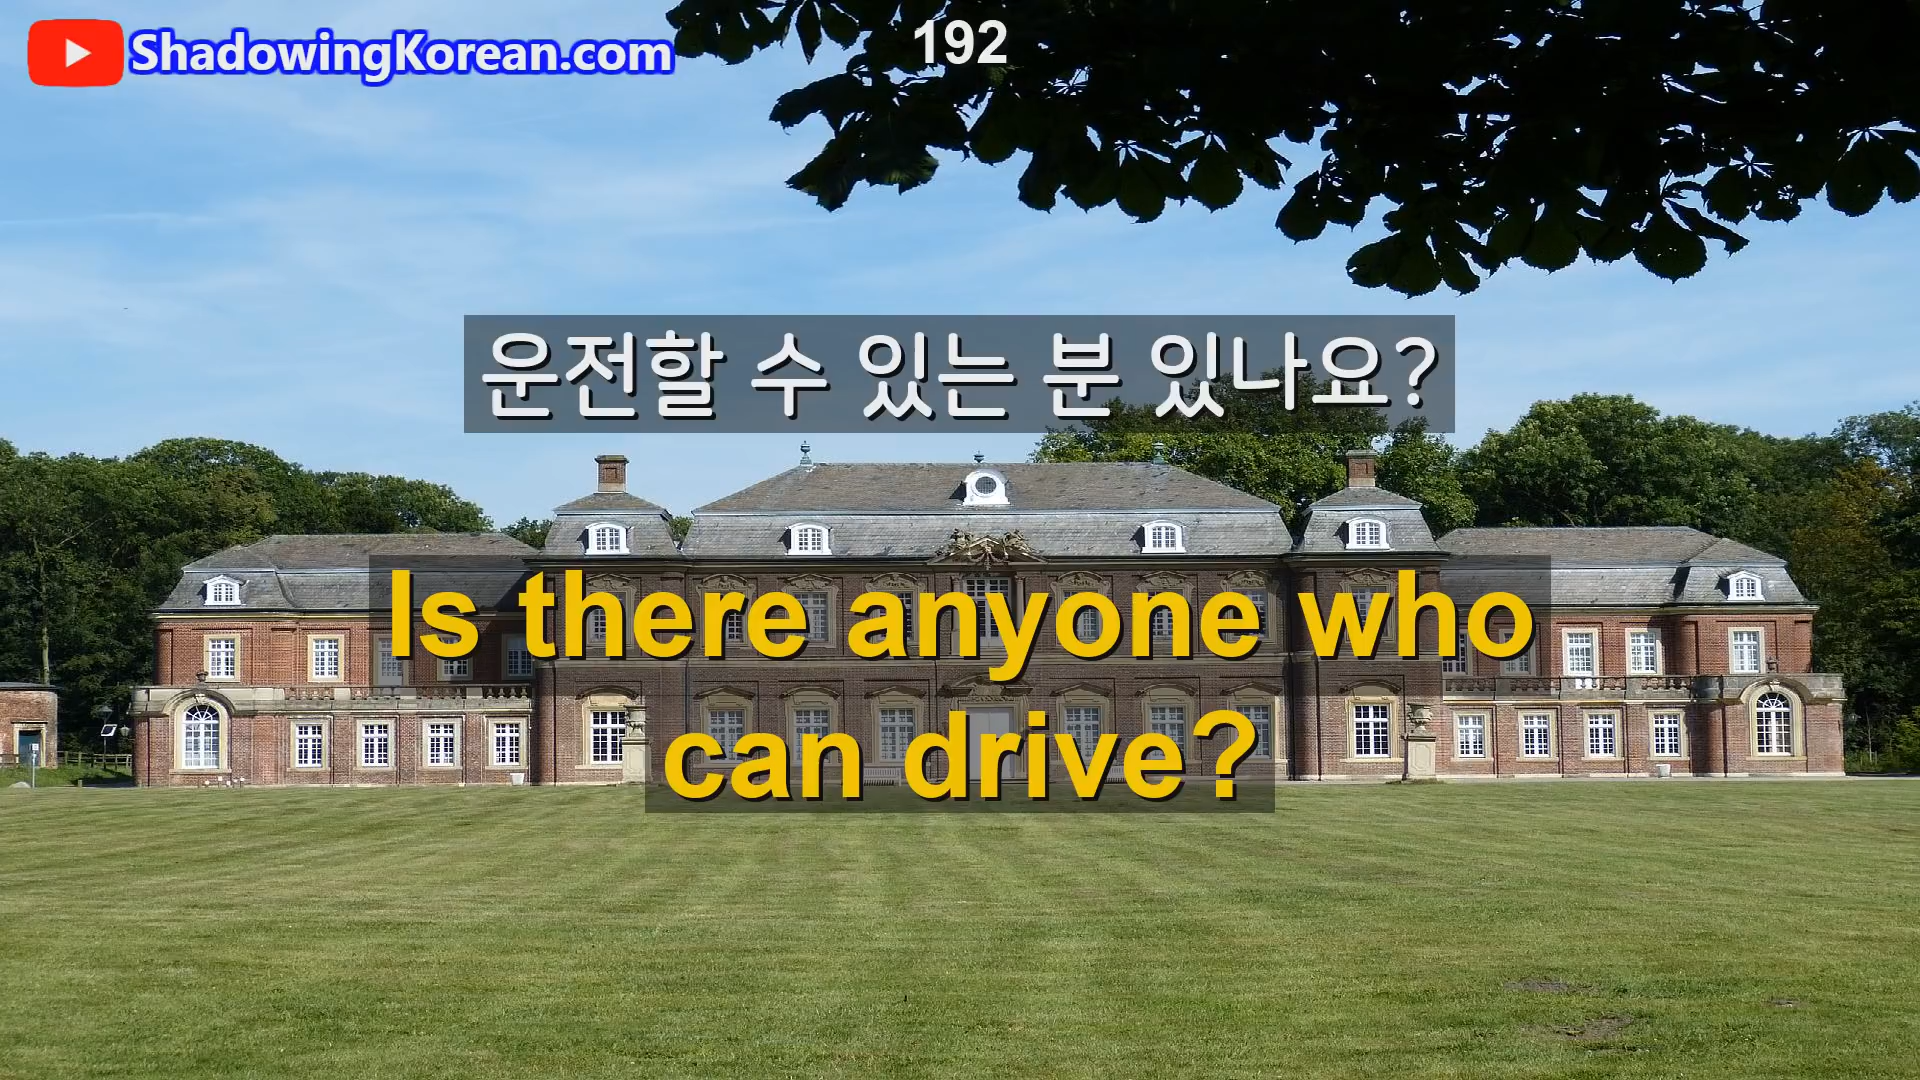 ShadowingKorean.com
192
운전할 수 있는 분 있나요?
Is there anyone who
can drive?